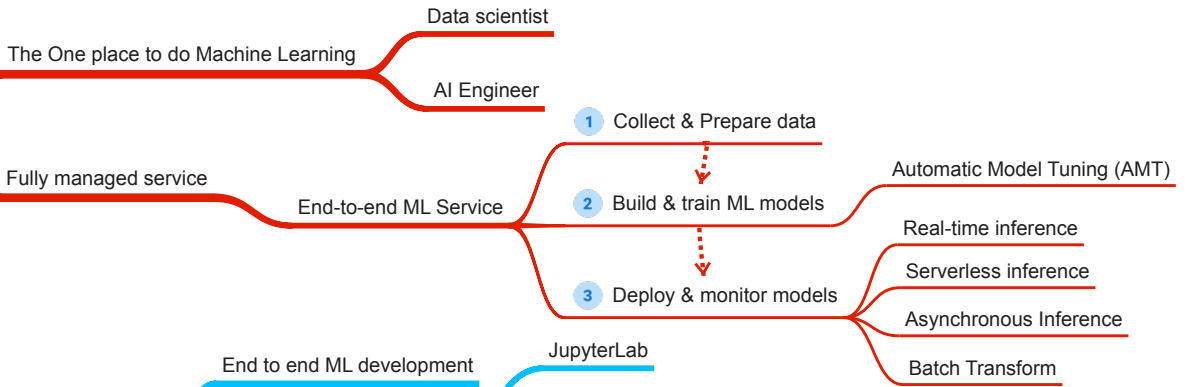 Data scientist
The One place to do Machine Learning
AI Engineer
1 Collect & Prepare data
Fully managed service
Automatic Model Tuning (AMT)
End-to-end ML Service
2 Build & train ML models
Real-time inference
Serverless inference
3 Deploy & monitor models
Asynchronous Inference
JupyterLab
End to end ML development
Batch Transform